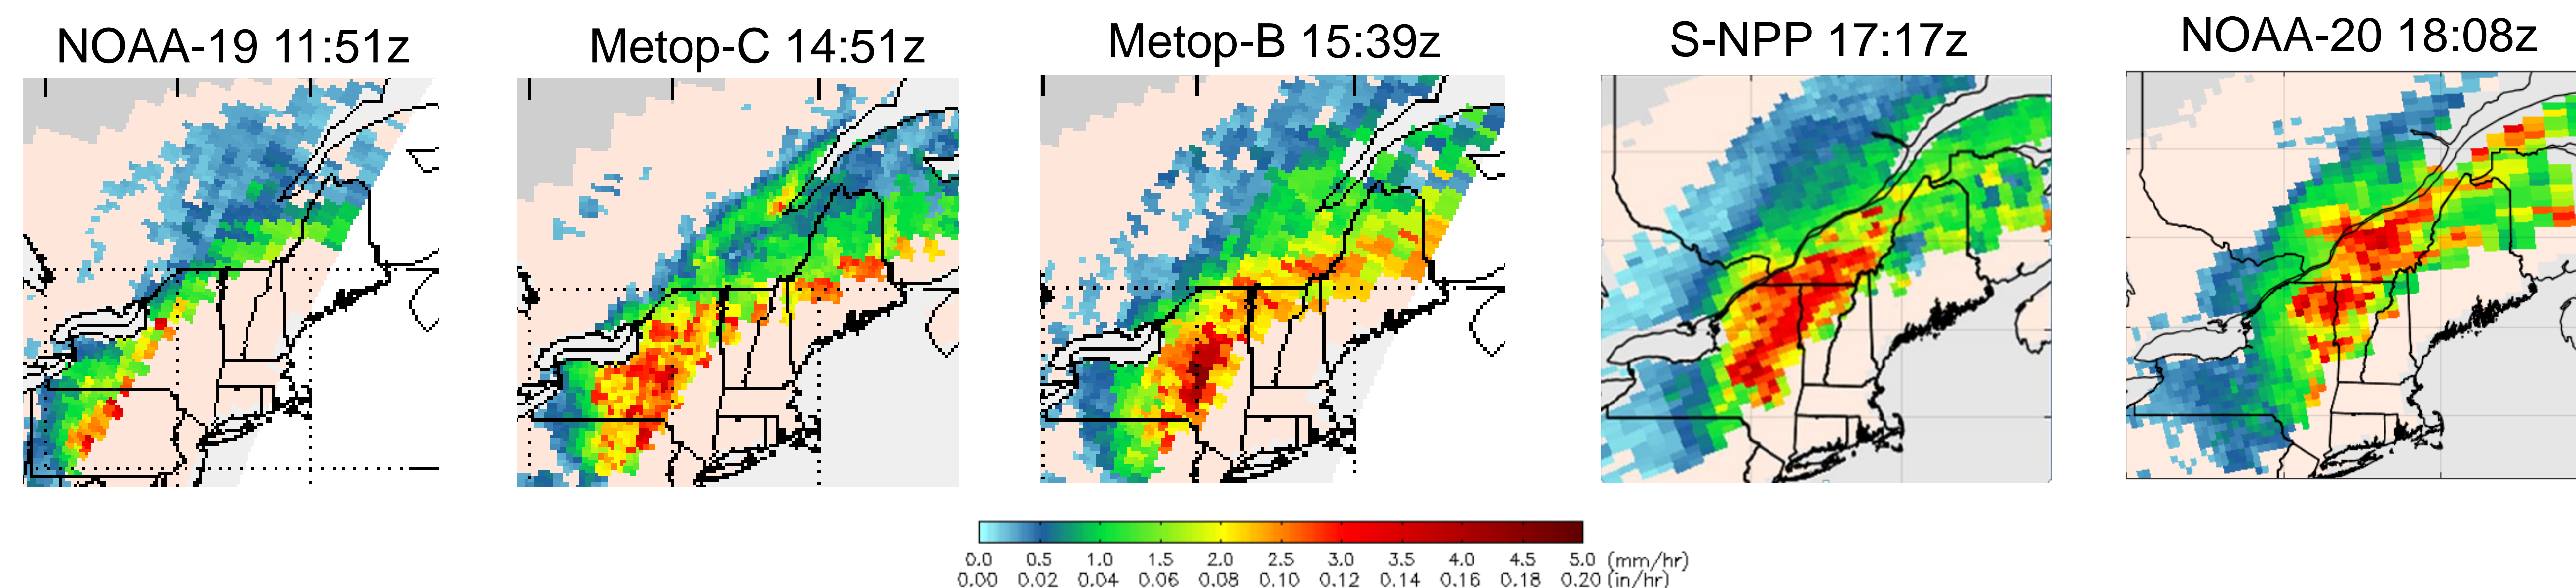 NOAA-19 11:51z
Metop-C 14:51z
Metop-B 15:39z
S-NPP 17:17z
NOAA-20 18:08z
0.0 0.5 1.0 1.5 2.0 2.5 3.0 3.5 4.0 4.5 5.0 (mm/hr)
0.00 0.02 0.04 0.06 0.08 0.10 0.12 0.14 0.16 0.18 0.20 (in/hr)